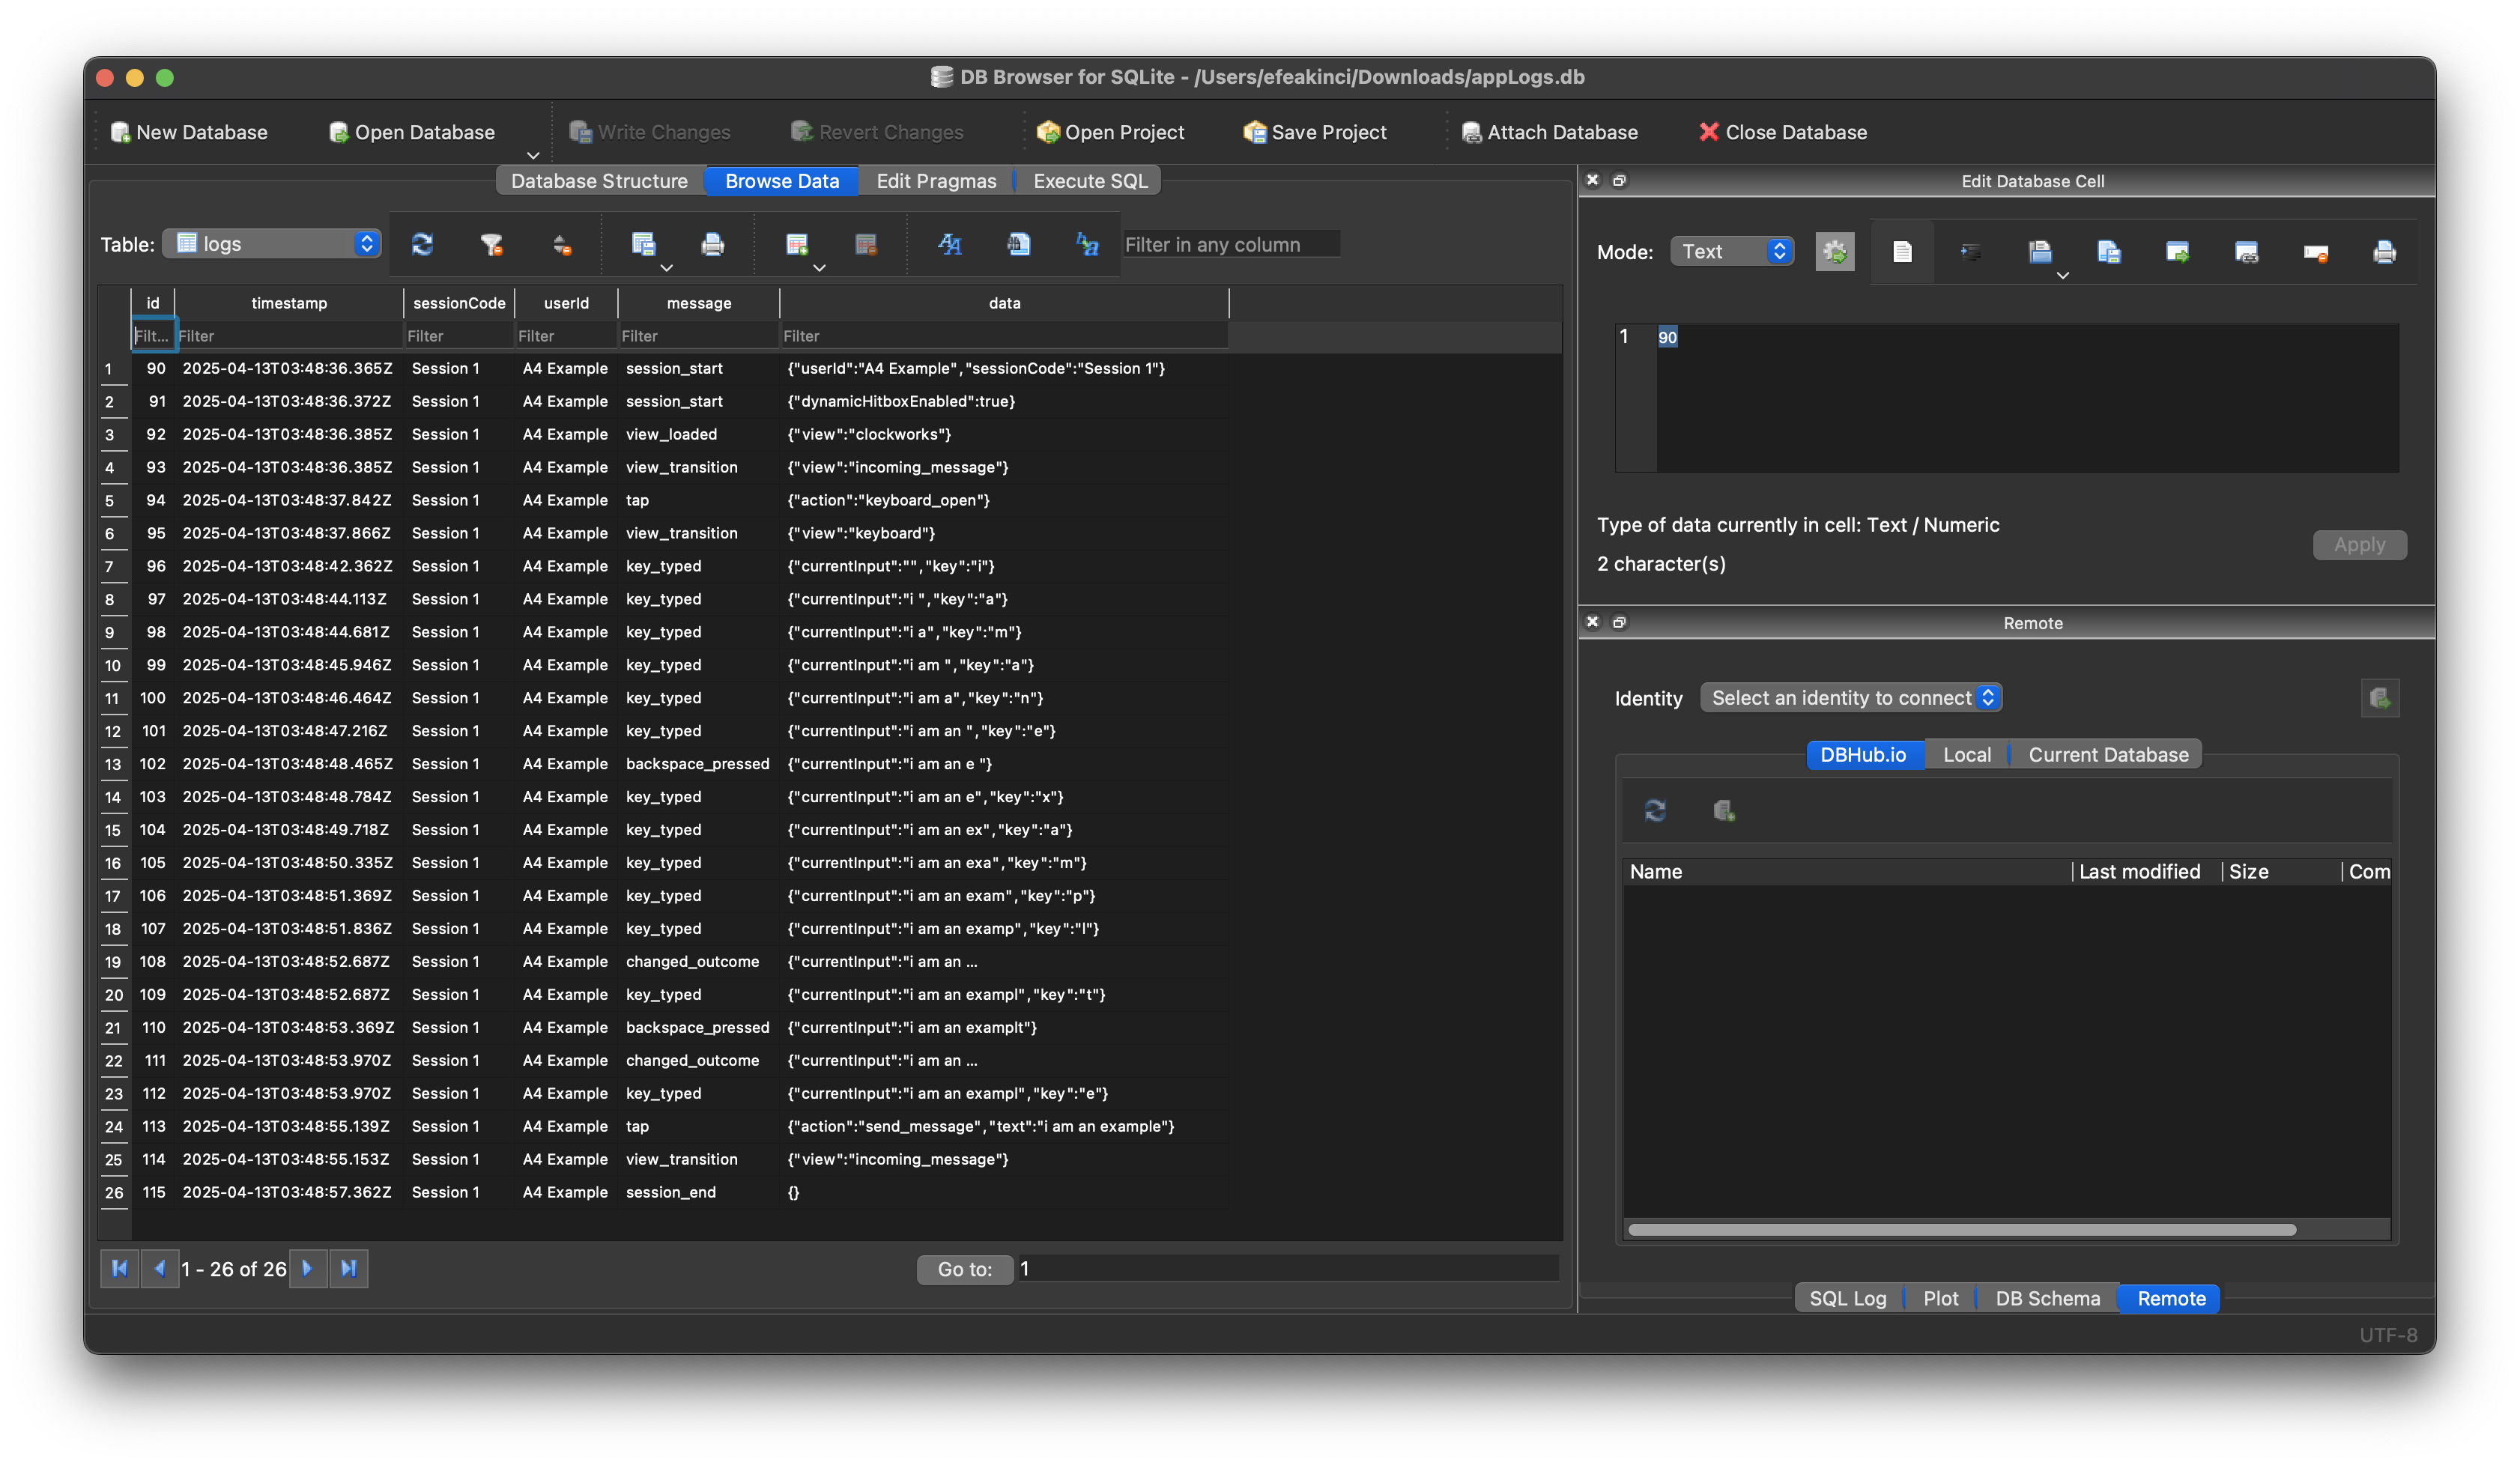 DB Browser for SQLite - /Users/efeakinci/Downloads/appLogs.db
New Database Open Database Write Changes Revert Changes Open Project Save Project Attach Database Close Database
Database Structure Browse Data Edit Pragmas Execute SQL
Table: logs Filter in any column
id timestamp sessionCode userId message data
Filt... Filter Filter Filter Filter Filter
1 90 2025-04-13T03:48:36.365Z Session 1 A4 Example session_start {"userId":"A4 Example","sessionCode":"Session 1"}
2 91 2025-04-13T03:48:36.372Z Session 1 A4 Example session_start {"dynamicHitboxEnabled":true}
3 92 2025-04-13T03:48:36.385Z Session 1 A4 Example view_loaded {"view":"clockworks"}
4 93 2025-04-13T03:48:36.385Z Session 1 A4 Example view_transition {"view":"incoming_message"}
5 94 2025-04-13T03:48:37.842Z Session 1 A4 Example tap {"action":"keyboard_open"}
6 95 2025-04-13T03:48:37.866Z Session 1 A4 Example view_transition {"view":"keyboard"}
7 96 2025-04-13T03:48:42.362Z Session 1 A4 Example key_typed {"currentInput":"","key":"i"}
8 97 2025-04-13T03:48:44.113Z Session 1 A4 Example key_typed {"currentInput":"i ","key":"a"}
9 98 2025-04-13T03:48:44.681Z Session 1 A4 Example key_typed {"currentInput":"i a","key":"m"}
10 99 2025-04-13T03:48:45.946Z Session 1 A4 Example key_typed {"currentInput":"i am ","key":"a"}
11 100 2025-04-13T03:48:46.464Z Session 1 A4 Example key_typed {"currentInput":"i am a","key":"n"}
12 101 2025-04-13T03:48:47.216Z Session 1 A4 Example key_typed {"currentInput":"i am an ","key":"e"}
13 102 2025-04-13T03:48:48.465Z Session 1 A4 Example backspace_pressed {"currentInput":"i am an e "}
14 103 2025-04-13T03:48:48.784Z Session 1 A4 Example key_typed {"currentInput":"i am an e","key":"x"}
15 104 2025-04-13T03:48:49.718Z Session 1 A4 Example key_typed {"currentInput":"i am an ex","key":"a"}
16 105 2025-04-13T03:48:50.335Z Session 1 A4 Example key_typed {"currentInput":"i am an exa","key":"m"}
17 106 2025-04-13T03:48:51.369Z Session 1 A4 Example key_typed {"currentInput":"i am an exam","key":"p"}
18 107 2025-04-13T03:48:51.836Z Session 1 A4 Example key_typed {"currentInput":"i am an examp","key":"l"}
19 108 2025-04-13T03:48:52.687Z Session 1 A4 Example changed_outcome {"currentInput":"i am an ...
20 109 2025-04-13T03:48:52.687Z Session 1 A4 Example key_typed {"currentInput":"i am an exampl","key":"t"}
21 110 2025-04-13T03:48:53.369Z Session 1 A4 Example backspace_pressed {"currentInput":"i am an examplt"}
22 111 2025-04-13T03:48:53.970Z Session 1 A4 Example changed_outcome {"currentInput":"i am an ...
23 112 2025-04-13T03:48:53.970Z Session 1 A4 Example key_typed {"currentInput":"i am an exampl","key":"e"}
24 113 2025-04-13T03:48:55.139Z Session 1 A4 Example tap {"action":"send_message","text":"i am an example"}
25 114 2025-04-13T03:48:55.153Z Session 1 A4 Example view_transition {"view":"incoming_message"}
26 115 2025-04-13T03:48:57.362Z Session 1 A4 Example session_end {}
1 - 26 of 26 Go to: 1
Edit Database Cell
Mode: Text
1 90
Type of data currently in cell: Text / Numeric
2 character(s)
Apply
Remote
Identity Select an identity to connect
DBHub.io Local Current Database
Name Last modified Size Com
SQL Log Plot DB Schema Remote
UTF-8